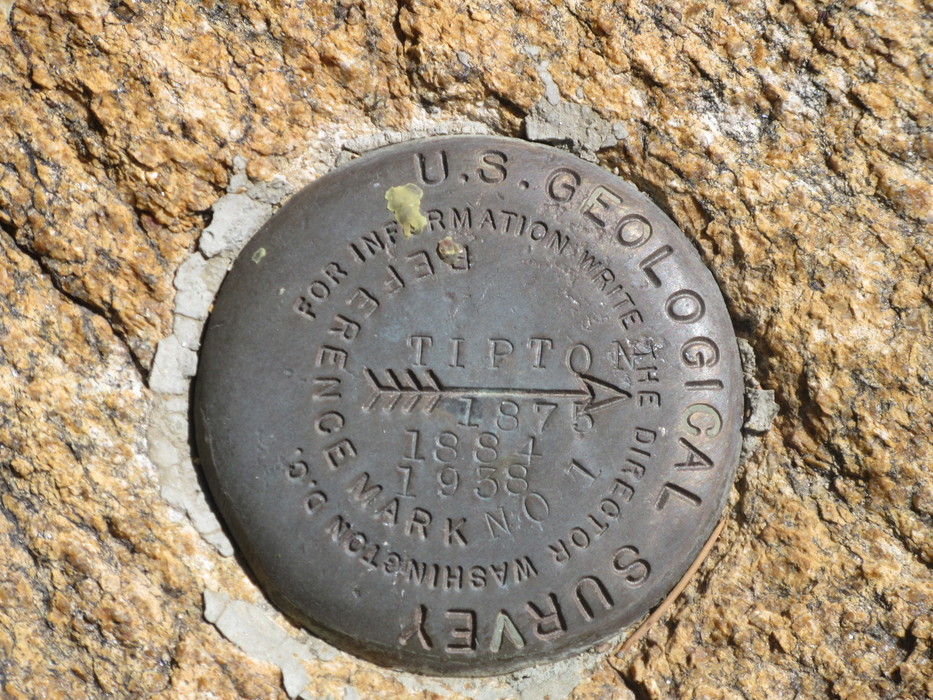 U.S. GEOLOGICAL SURVEY
FOR INFORMATION WRITE THE DIRECTOR WASHINGTON D.C.
REFERENCE MARK NO 1
TIPTON
1875
1884
1958